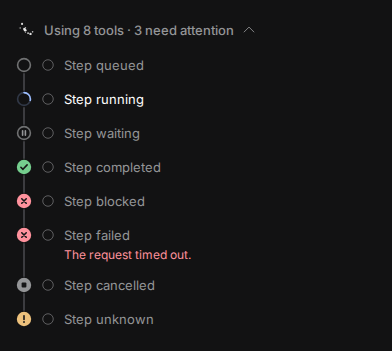 Using 8 tools · 3 need attention
Step queued
Step running
Step waiting
Step completed
Step blocked
Step failed
The request timed out.
Step cancelled
Step unknown